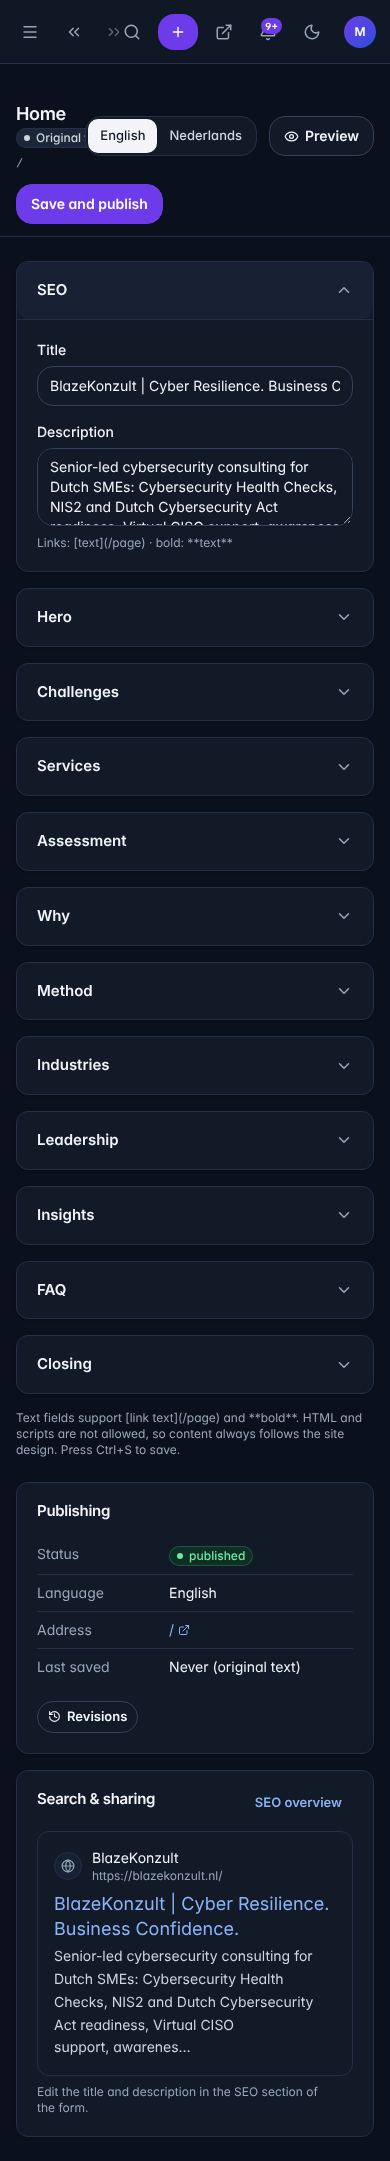 9+
M
Home
Original
English
Nederlands
Preview
/
Save and publish
SEO
Title
BlazeKonzult | Cyber Resilience. Business C
Description
Senior-led cybersecurity consulting for
Dutch SMEs: Cybersecurity Health Checks,
NIS2 and Dutch Cybersecurity Act
readiness, Virtual CISO support, awareness
Links: [text](/page) · bold: **text**
Hero
Challenges
Services
Assessment
Why
Method
Industries
Leadership
Insights
FAQ
Closing
Text fields support [link text](/page) and **bold**. HTML and
scripts are not allowed, so content always follows the site
design. Press Ctrl+S to save.
Publishing
Status published
Language English
Address /
Last saved Never (original text)
Revisions
Search & sharing
SEO overview
BlazeKonzult
https://blazekonzult.nl/
BlazeKonzult | Cyber Resilience.
Business Confidence.
Senior-led cybersecurity consulting for
Dutch SMEs: Cybersecurity Health
Checks, NIS2 and Dutch Cybersecurity
Act readiness, Virtual CISO
support, awarenes...
Edit the title and description in the SEO section of
the form.